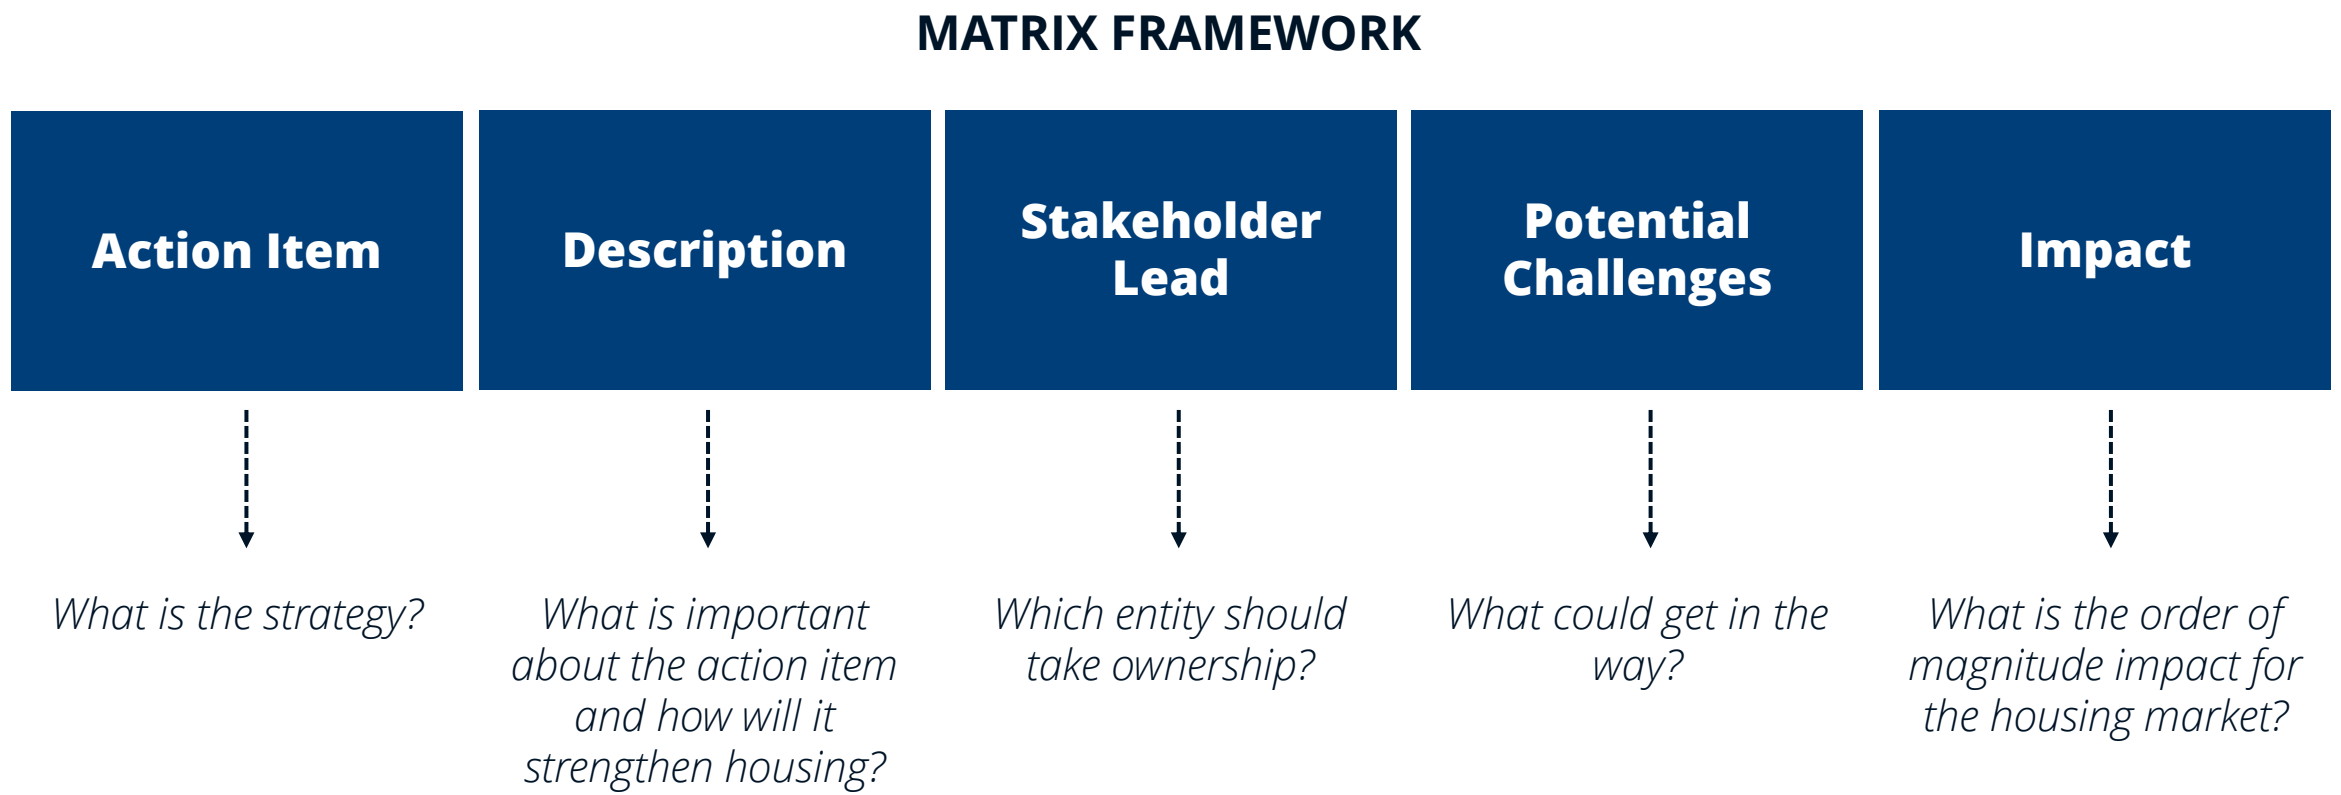 MATRIX FRAMEWORK
Action Item
Description
Stakeholder
Lead
Potential
Challenges
Impact
What is the strategy?
What is important
about the action item
and how will it
strengthen housing?
Which entity should
take ownership?
What could get in the
way?
What is the order of
magnitude impact for
the housing market?